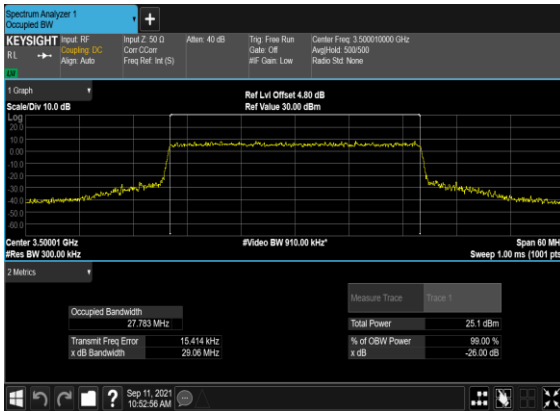 Spectrum Analyzer 1
Occupied BW
+
KEYSIGHT Input: RF Input Z: 50 Ω Atten: 40 dB Trig: Free Run Center Freq: 3.500010000 GHz
RL Coupling: DC Corr CCorr Gate: Off Avg|Hold: 500/500
Align: Auto Freq Ref: Int (S) #IF Gain: Low Radio Std: None
1 Graph
Ref Lvl Offset 4.80 dB
Scale/Div 10.0 dB Ref Value 30.00 dBm
Log
20.0
10.0
0.00
-10.0
-20.0
-30.0
-40.0
-50.0
-60.0
Center 3.50001 GHz #Video BW 910.00 kHz* Span 60 MH
#Res BW 300.00 kHz Sweep 1.00 ms (1001 pts
2 Metrics
Measure Trace Trace 1
Occupied Bandwidth
27.783 MHz Total Power 25.1 dBm
Transmit Freq Error 15.414 kHz % of OBW Power 99.00 %
x dB Bandwidth 29.06 MHz x dB -26.00 dB
? Sep 11, 2021
10:52:56 AM